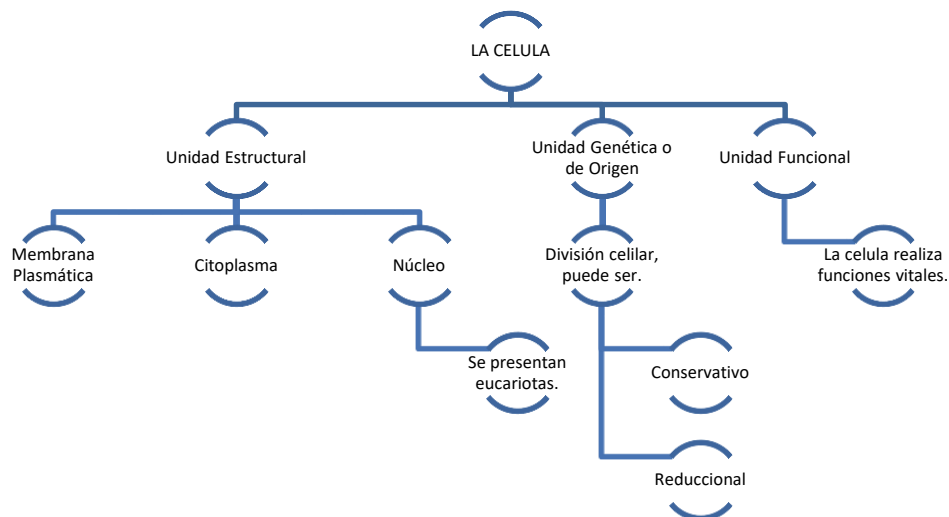 LA CELULA
Unidad Estructural
Unidad Genética o
de Origen
Unidad Funcional
Membrana
Plasmática
Citoplasma
Núcleo
División celilar,
puede ser.
La celula realiza
funciones vitales.
Se presentan
eucariotas.
Conservativo
Reduccional